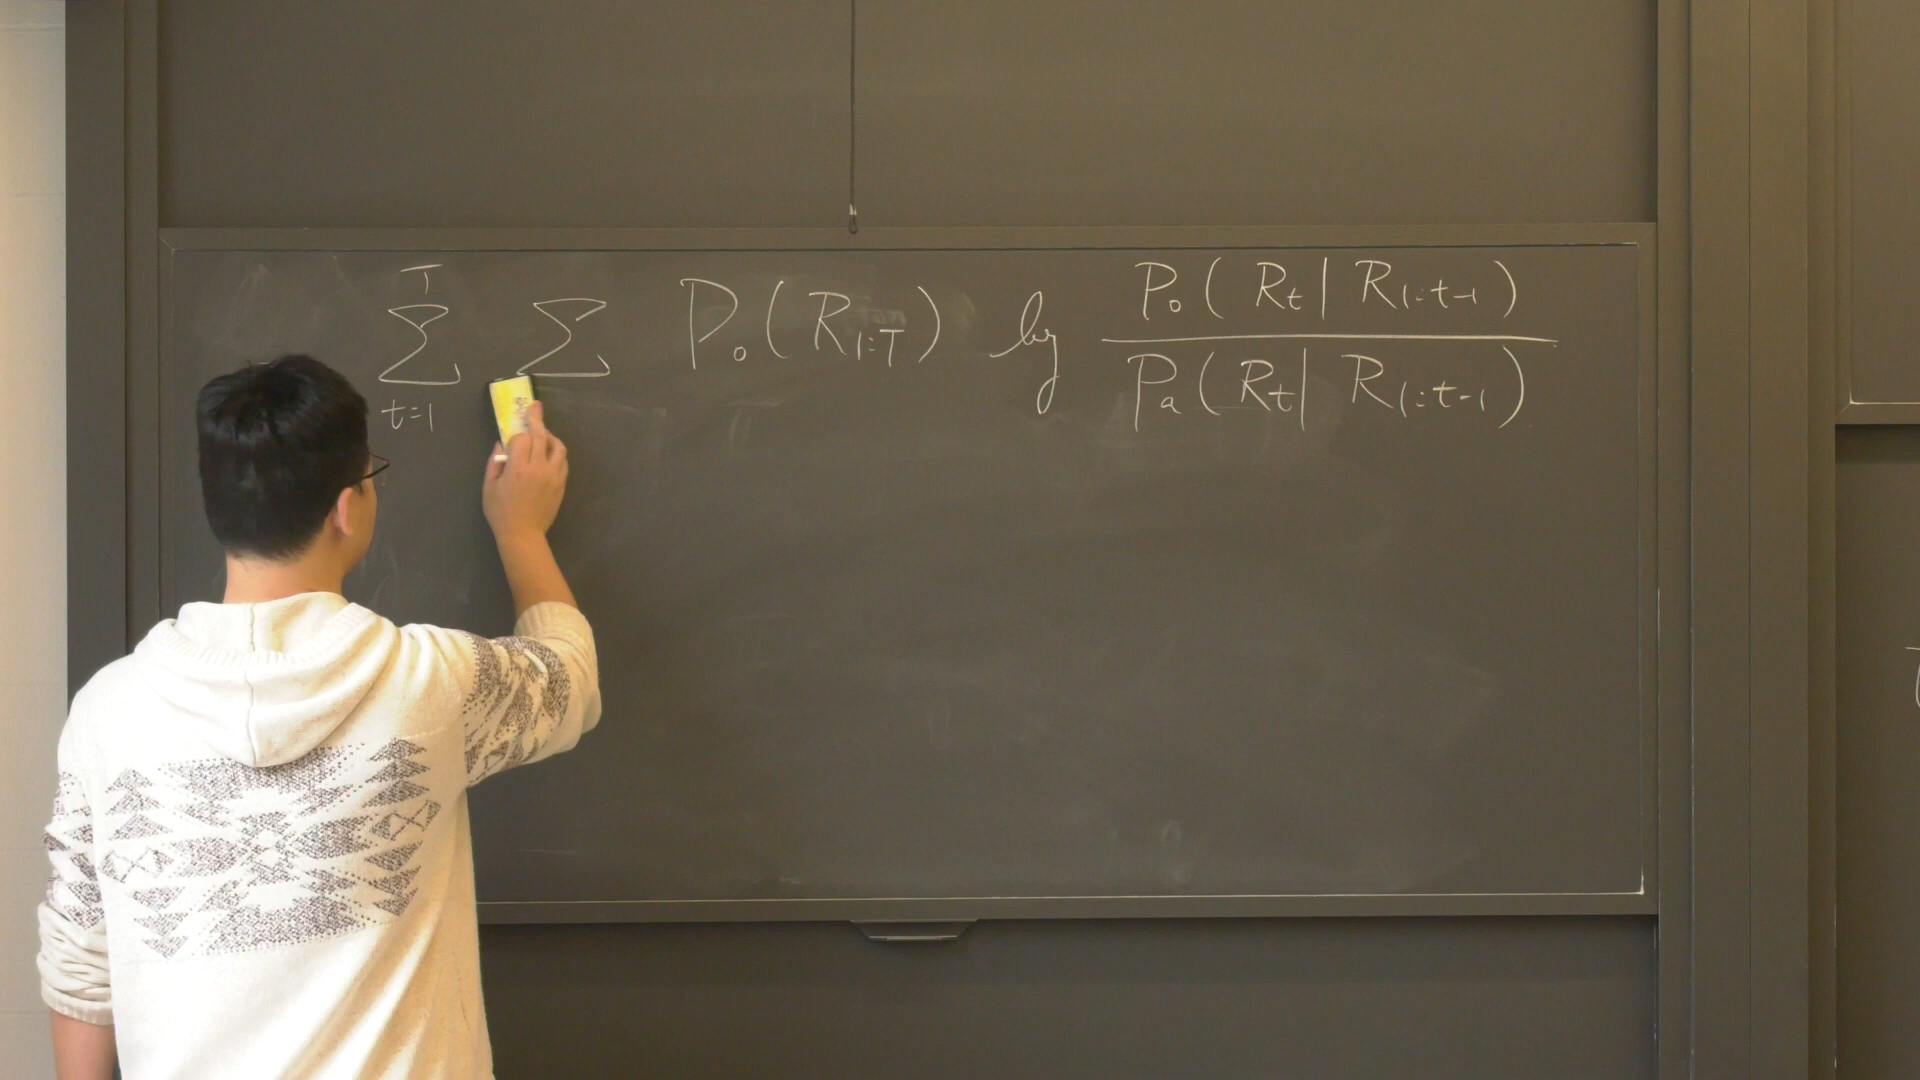 T∑t=1 ∑ P₀(R₁:T) log P₀(Rt|R₁:t-1) / Pa(Rt|R₁:t-1)